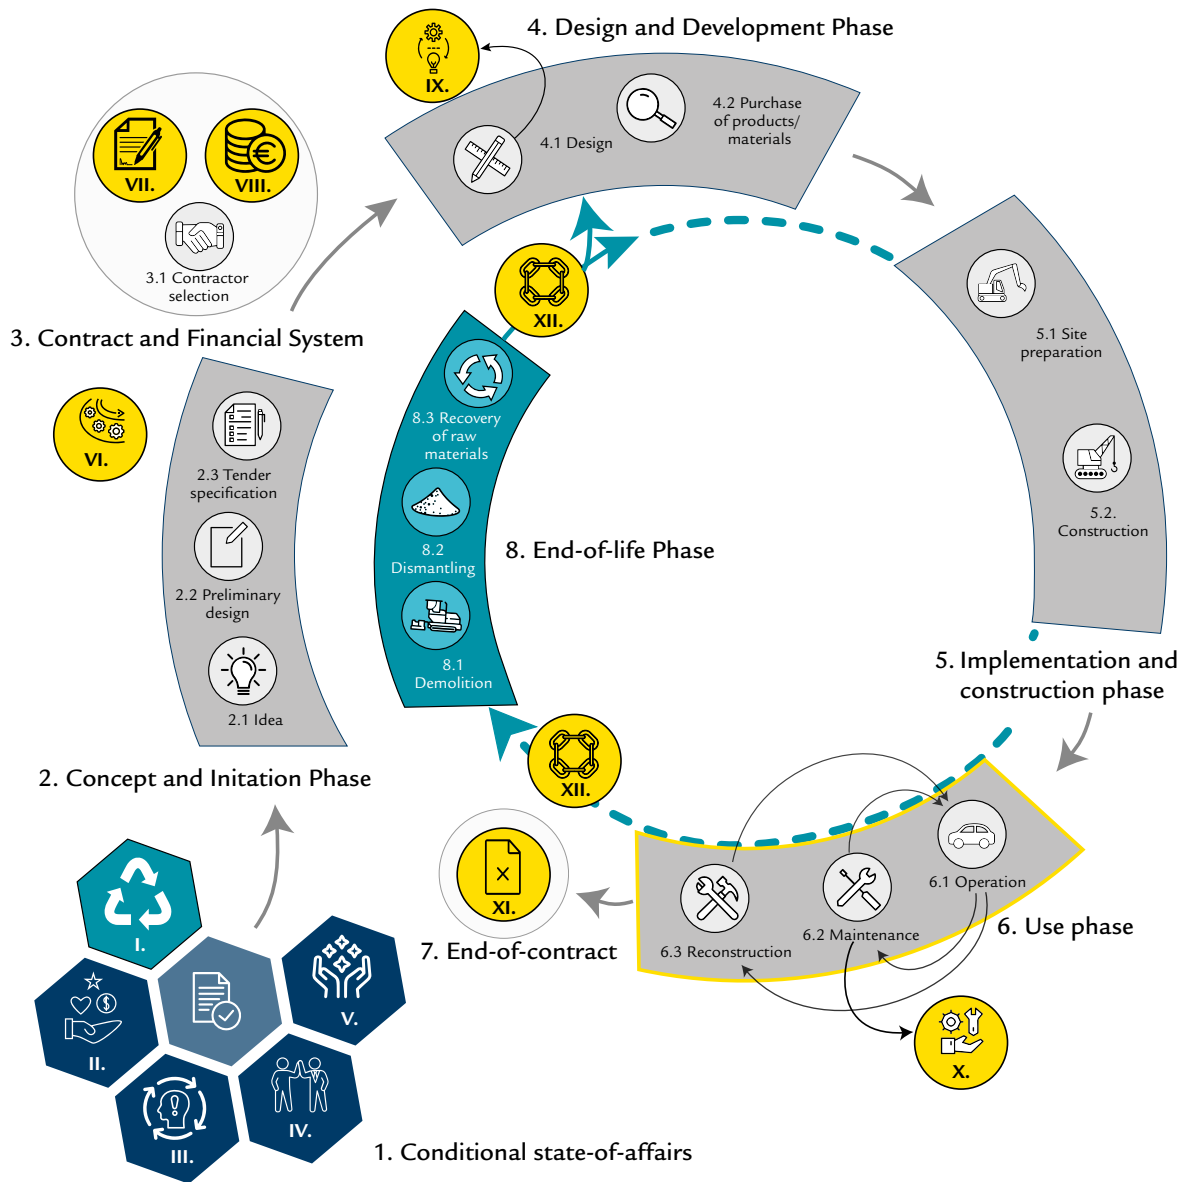 4. Design and Development Phase
IX.
4.1 Design
4.2 Purchase
of products/
materials
VII.
VIII.
3.1 Contractor
selection
3. Contract and Financial System
XII.
5.1 Site
preparation
5.2.
Construction
VI.
2.3 Tender
specification
2.2 Preliminary
design
2.1 Idea
8.3 Recovery
of raw
materials
8.2
Dismantling
8.1
Demolition
8. End-of-life Phase
5. Implementation and
construction phase
2. Concept and Initation Phase
XII.
XI.
7. End-of-contract
6.1 Operation
6.2 Maintenance
6.3 Reconstruction
6. Use phase
X.
I.
II.
III.
IV.
V.
1. Conditional state-of-affairs